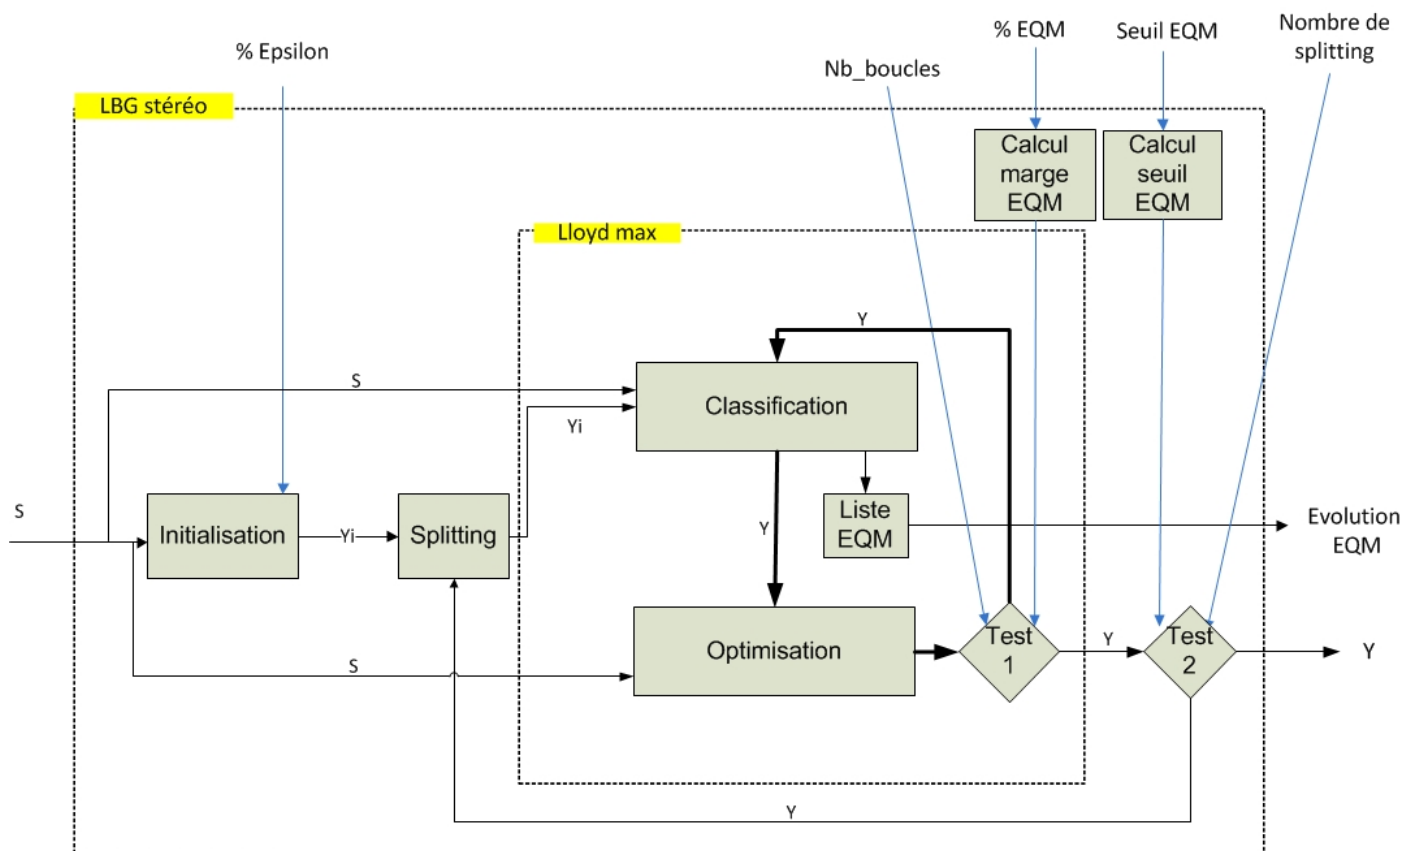 Nombre de
splitting
% EQM
Seuil EQM
% Epsilon
Nb_boucles
LBG stéréo
Calcul
marge
EQM
Calcul
seuil
EQM
Lloyd max
Y
S
Classification
Yi
S
Initialisation
Yi
Splitting
Y
Liste
EQM
Evolution
EQM
S
Optimisation
Test
1
Y
Test
2
Y
Y